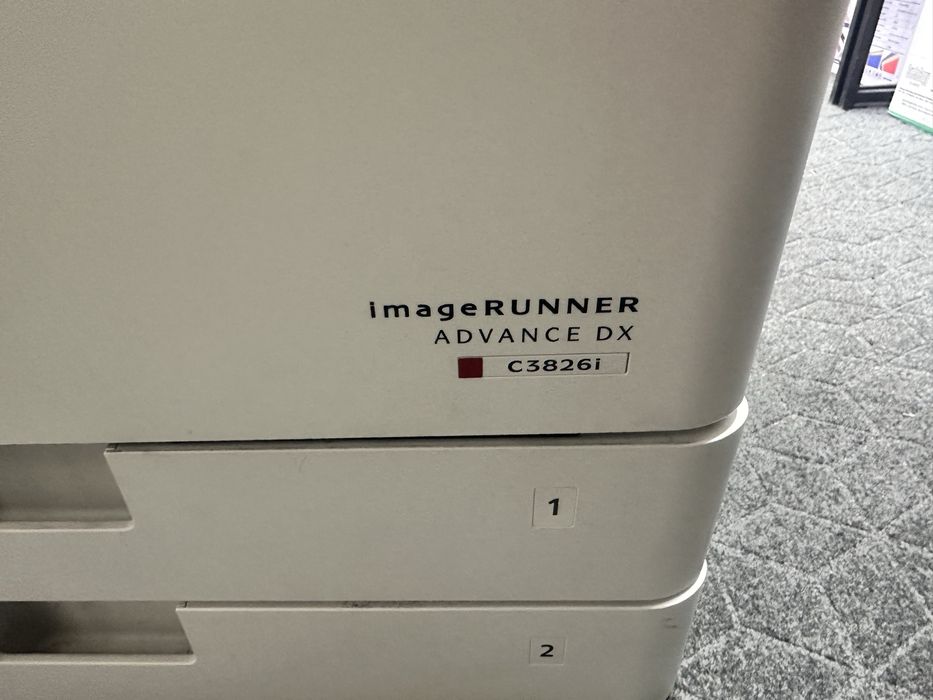 imageRUNNER
ADVANCE DX
C3826i
1
2